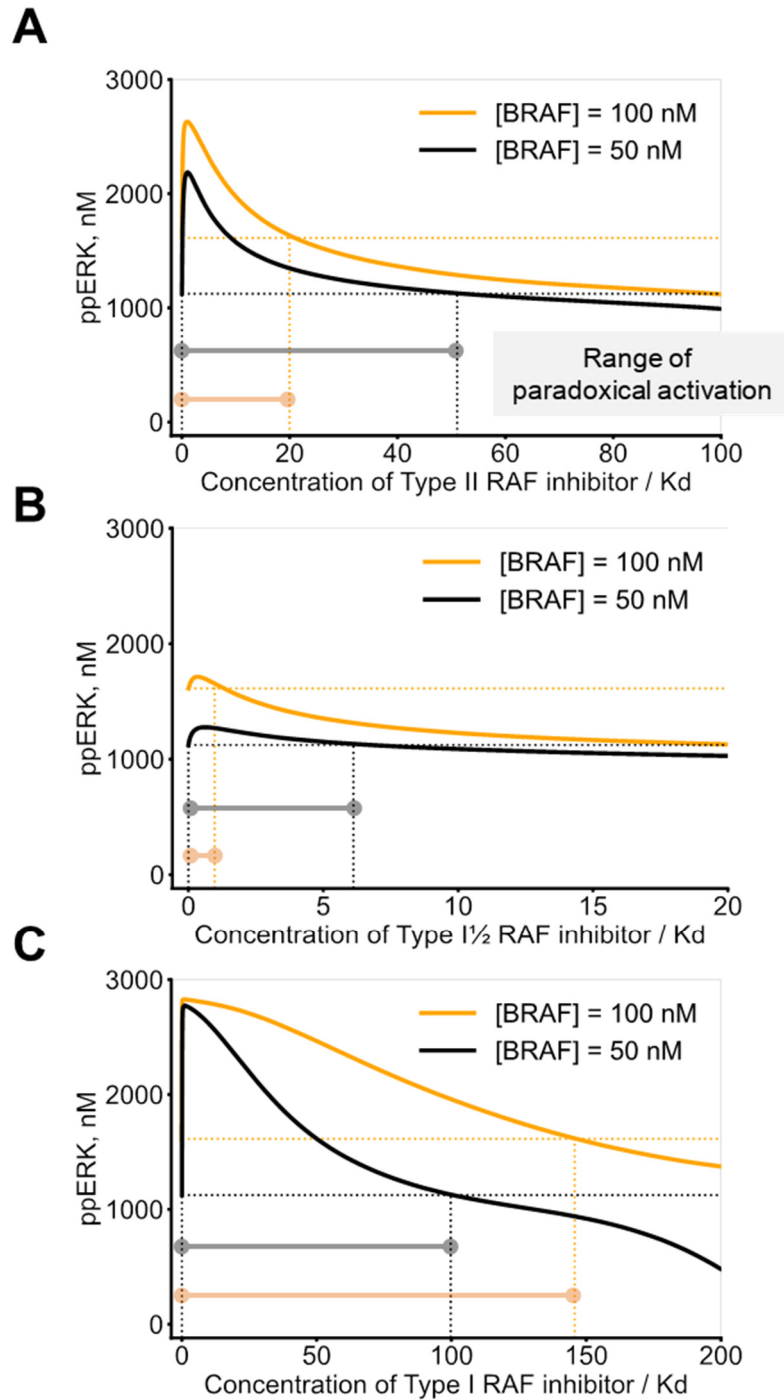 A
3000
2000
1000
0
ppERK, nM
[BRAF] = 100 nM
[BRAF] = 50 nM
Range of
paradoxical activation
0 20 40 60 80 100
Concentration of Type II RAF inhibitor / Kd
B
3000
2000
1000
0
ppERK, nM
[BRAF] = 100 nM
[BRAF] = 50 nM
0 5 10 15 20
Concentration of Type I½ RAF inhibitor / Kd
C
3000
2000
1000
0
ppERK, nM
[BRAF] = 100 nM
[BRAF] = 50 nM
0 50 100 150 200
Concentration of Type I RAF inhibitor / Kd